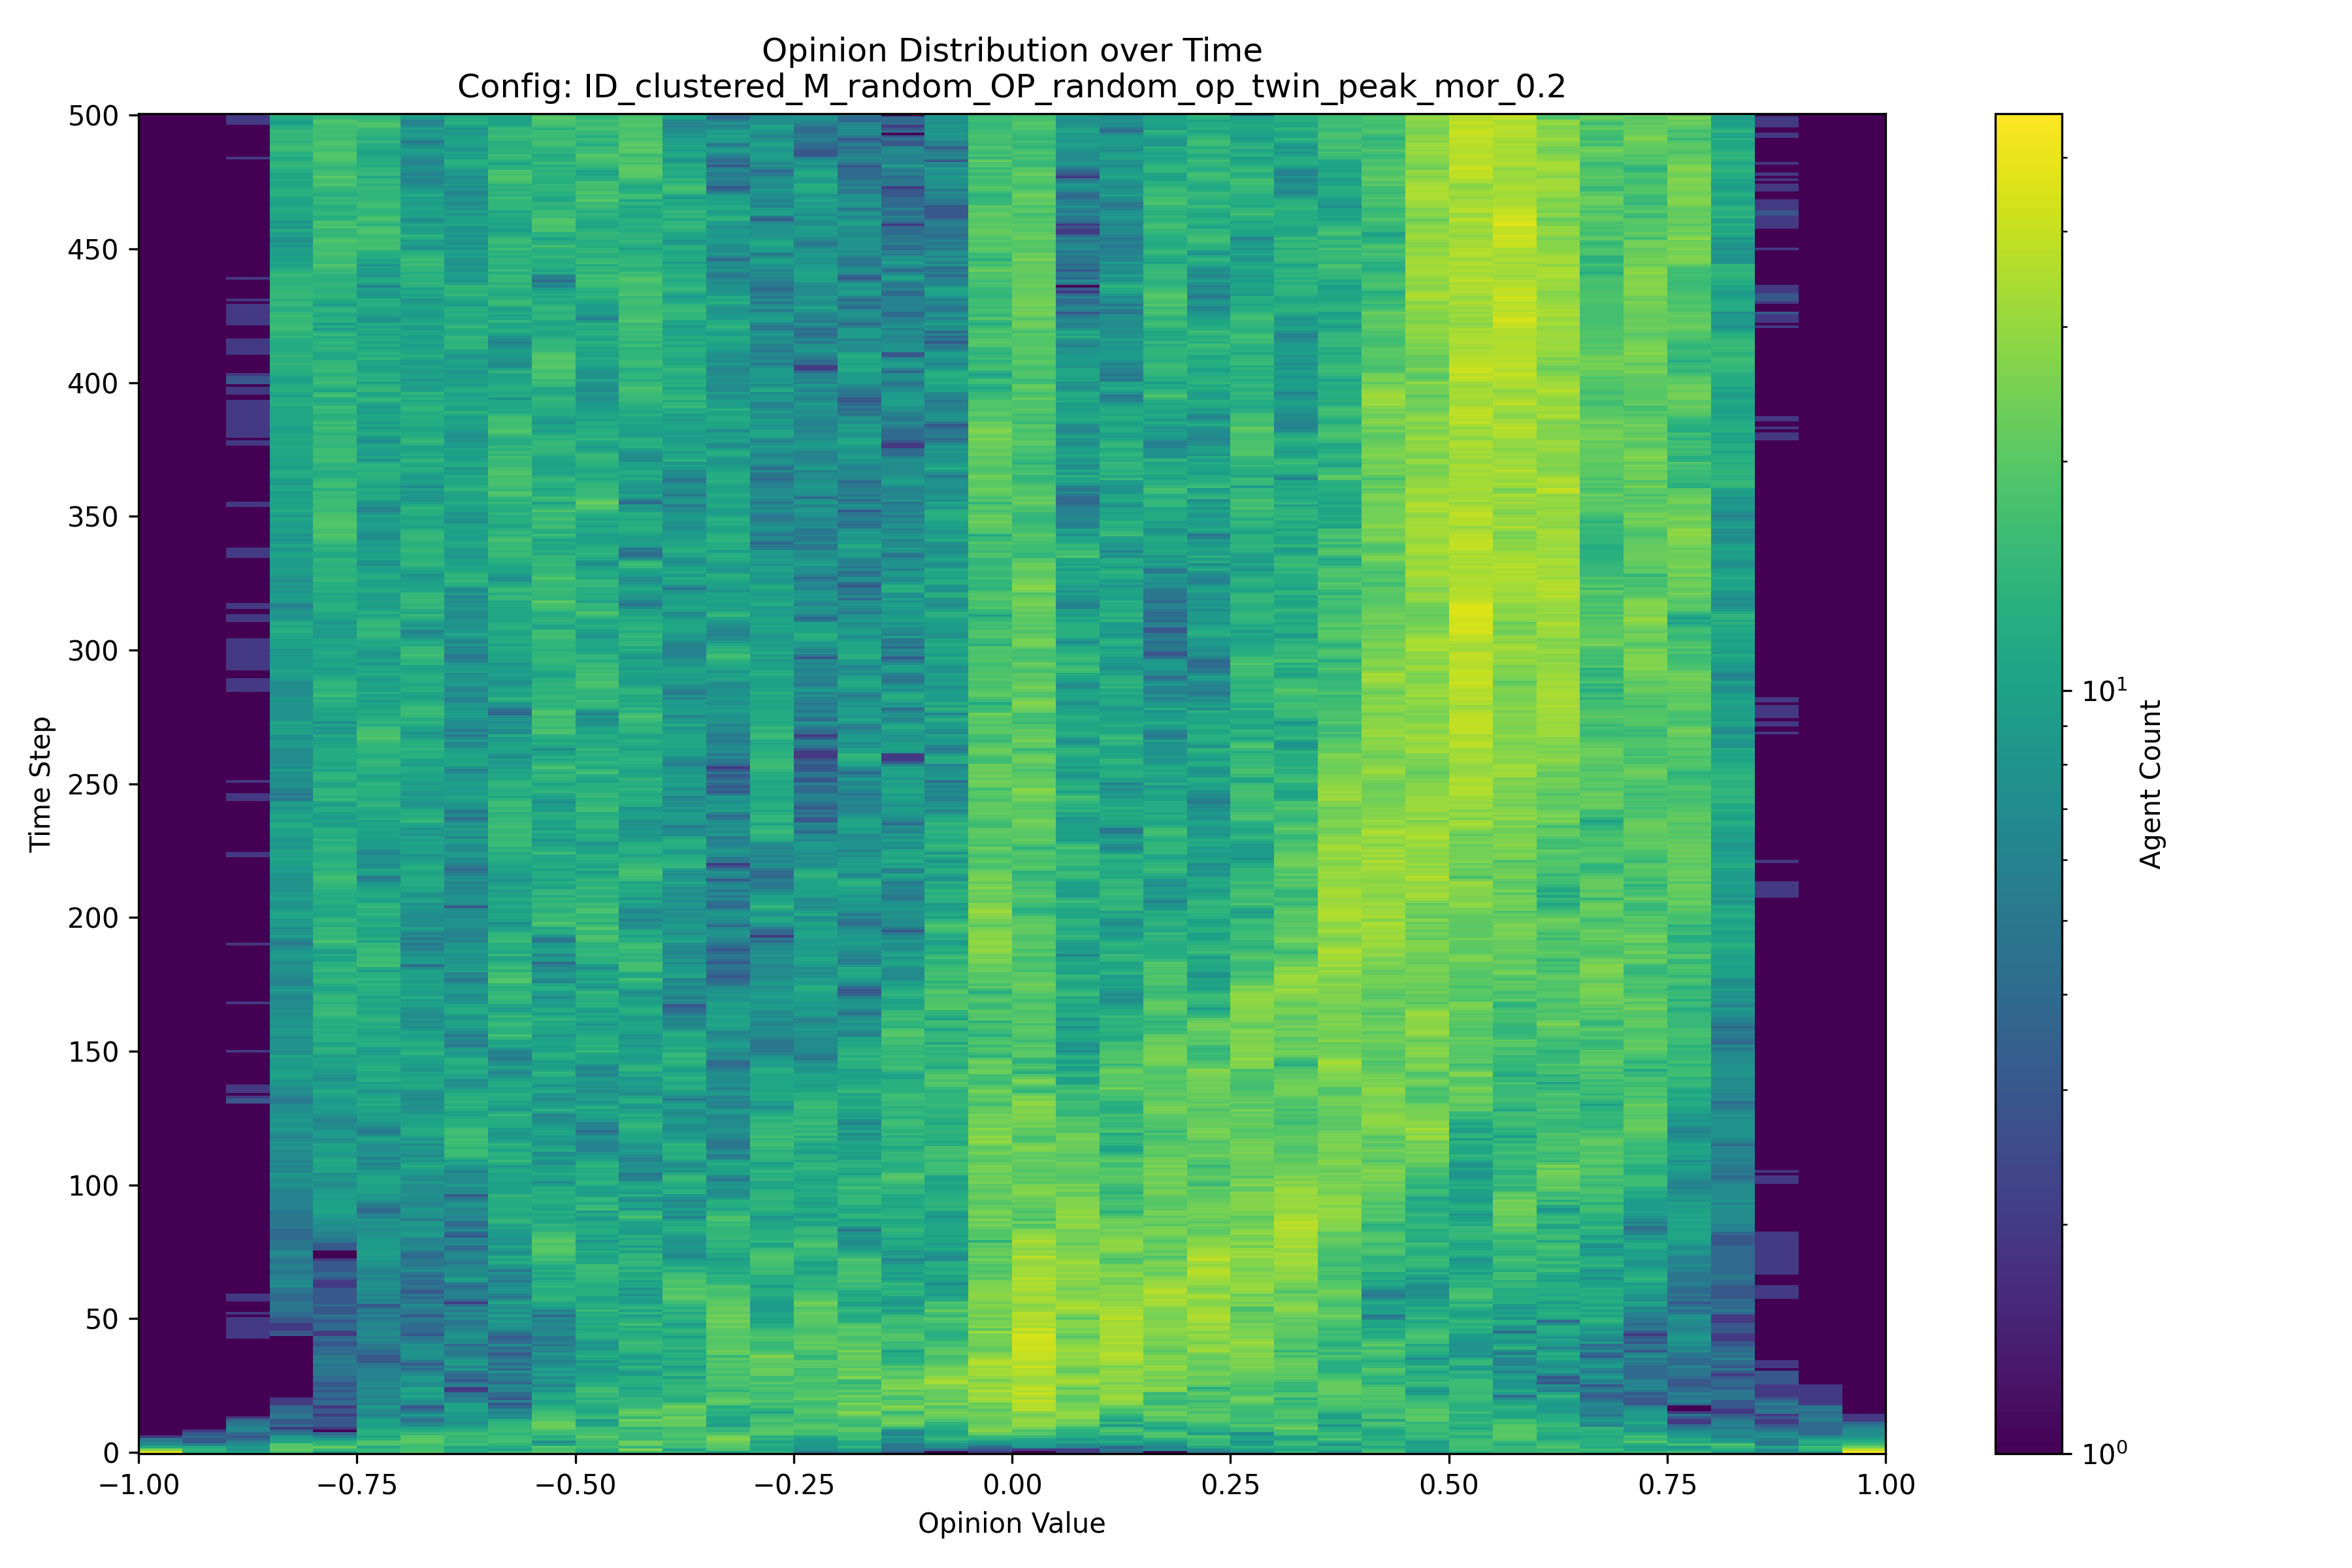 Opinion Distribution over Time
Config: ID_clustered_M_random_OP_random_op_twin_peak_mor_0.2
500
450
400
350
300
250
200
150
100
50
0
Time Step
−1.00 −0.75 −0.50 −0.25 0.00 0.25 0.50 0.75 1.00
Opinion Value
10¹
10⁰
Agent Count